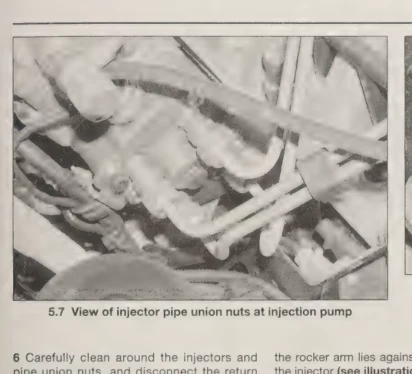 5.7 View of injector pipe union nuts at injection pump
6 Carefully clean around the injectors and
pipe union nuts, and disconnect the return
the rocker arm lies agains
the injector (see illustrati